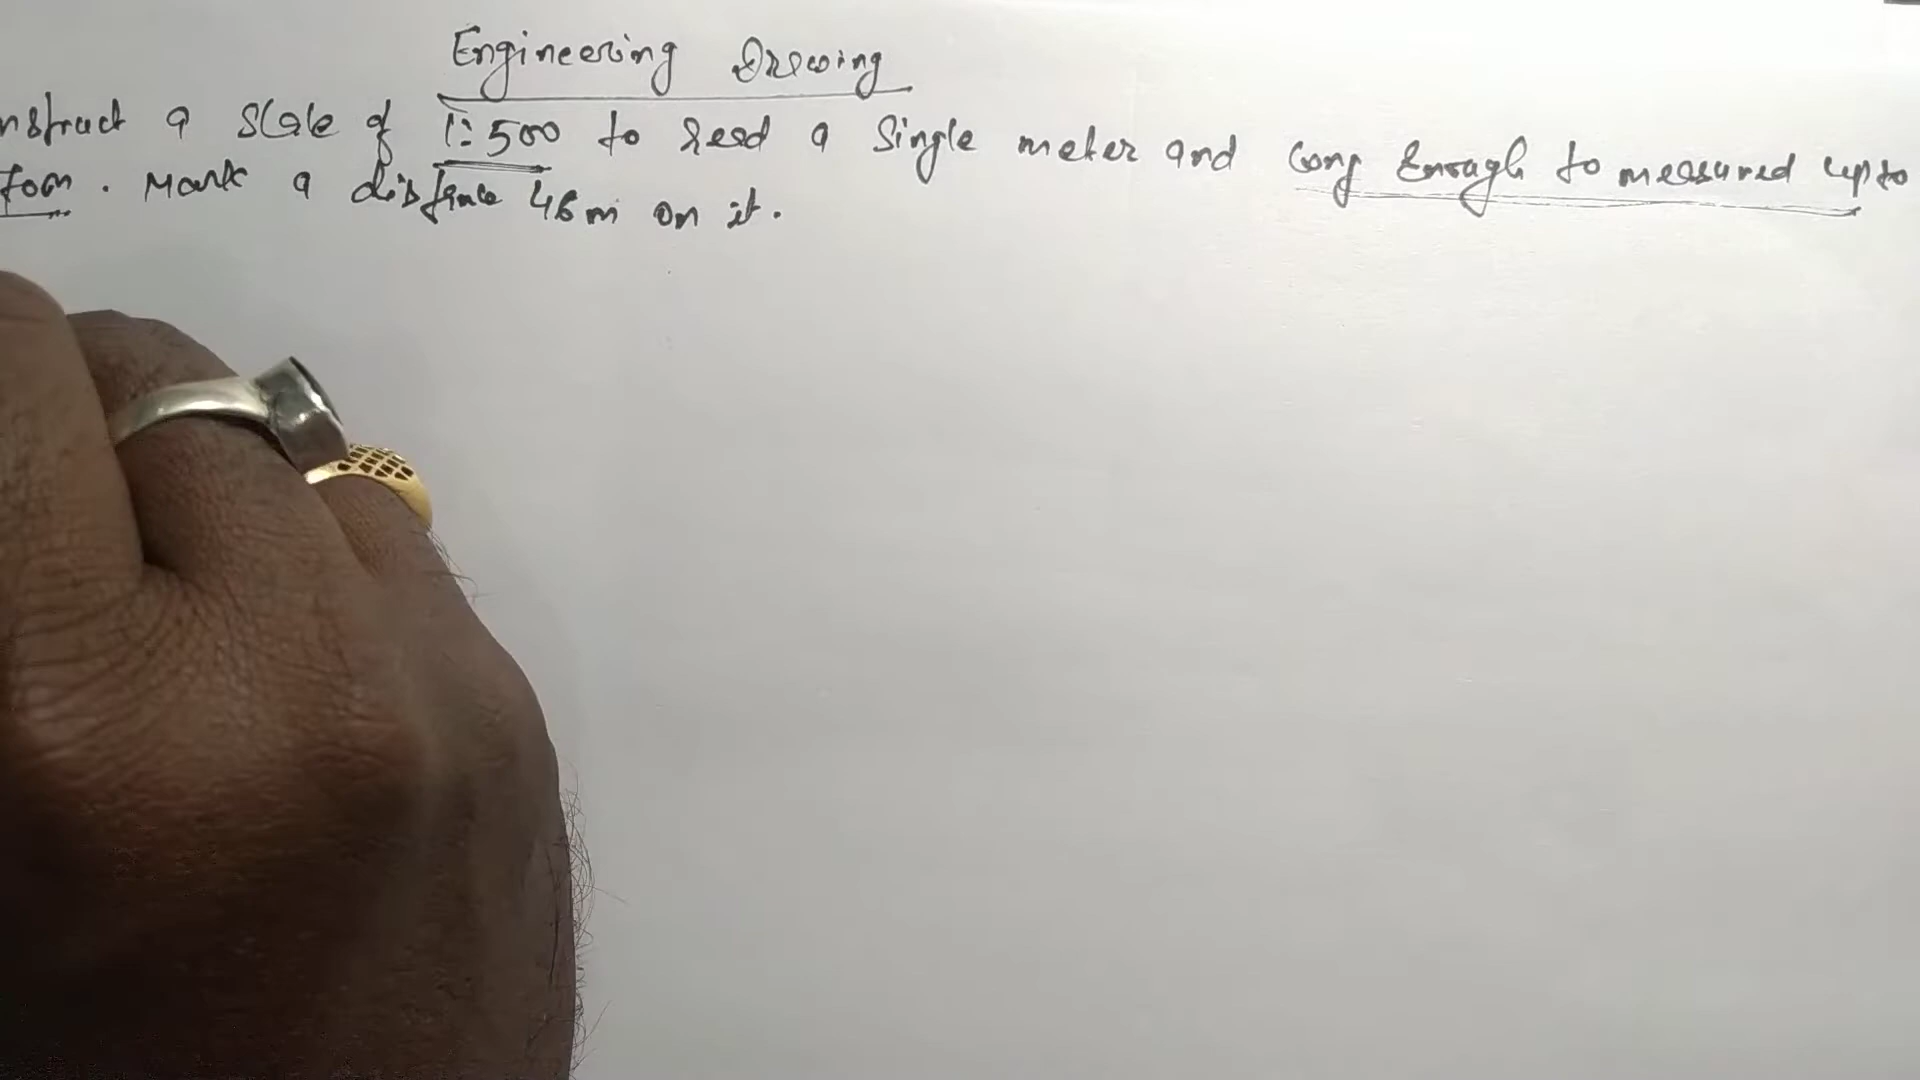 Engineering Drawing
nstruct a Scale of 1:500 to read a Single meter and long Enough to measured upto
70m. Mark a distance 46m on it.